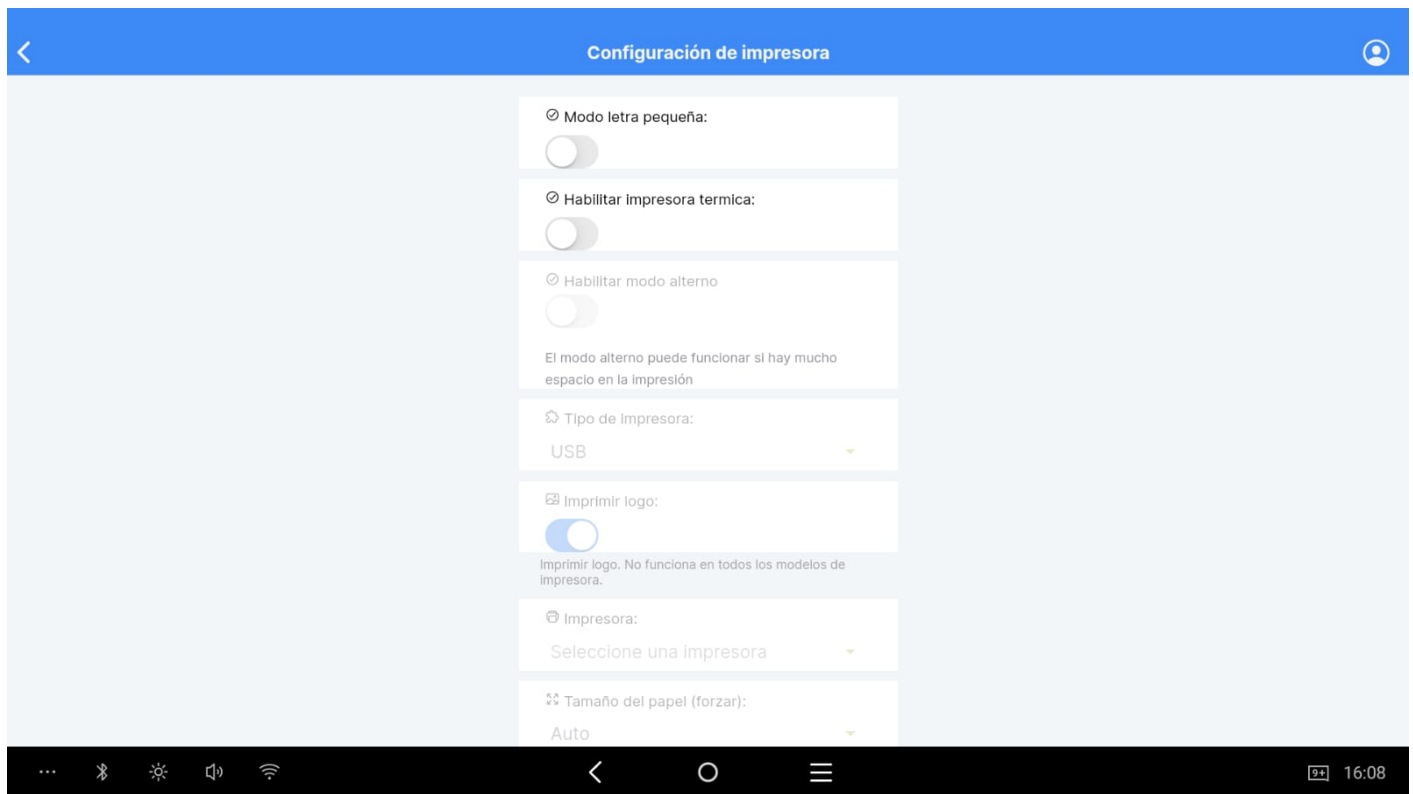 Configuración de impresora
Modo letra pequeña:
Habilitar impresora termica:
Habilitar modo alterno
El modo alterno puede funcionar si hay mucho
espacio en la impresión
Tipo de impresora:
USB
Imprimir logo:
Imprimir logo. No funciona en todos los modelos de
impresora.
Impresora:
Seleccione una impresora
Tamaño del papel (forzar):
Auto
9+ 16:08